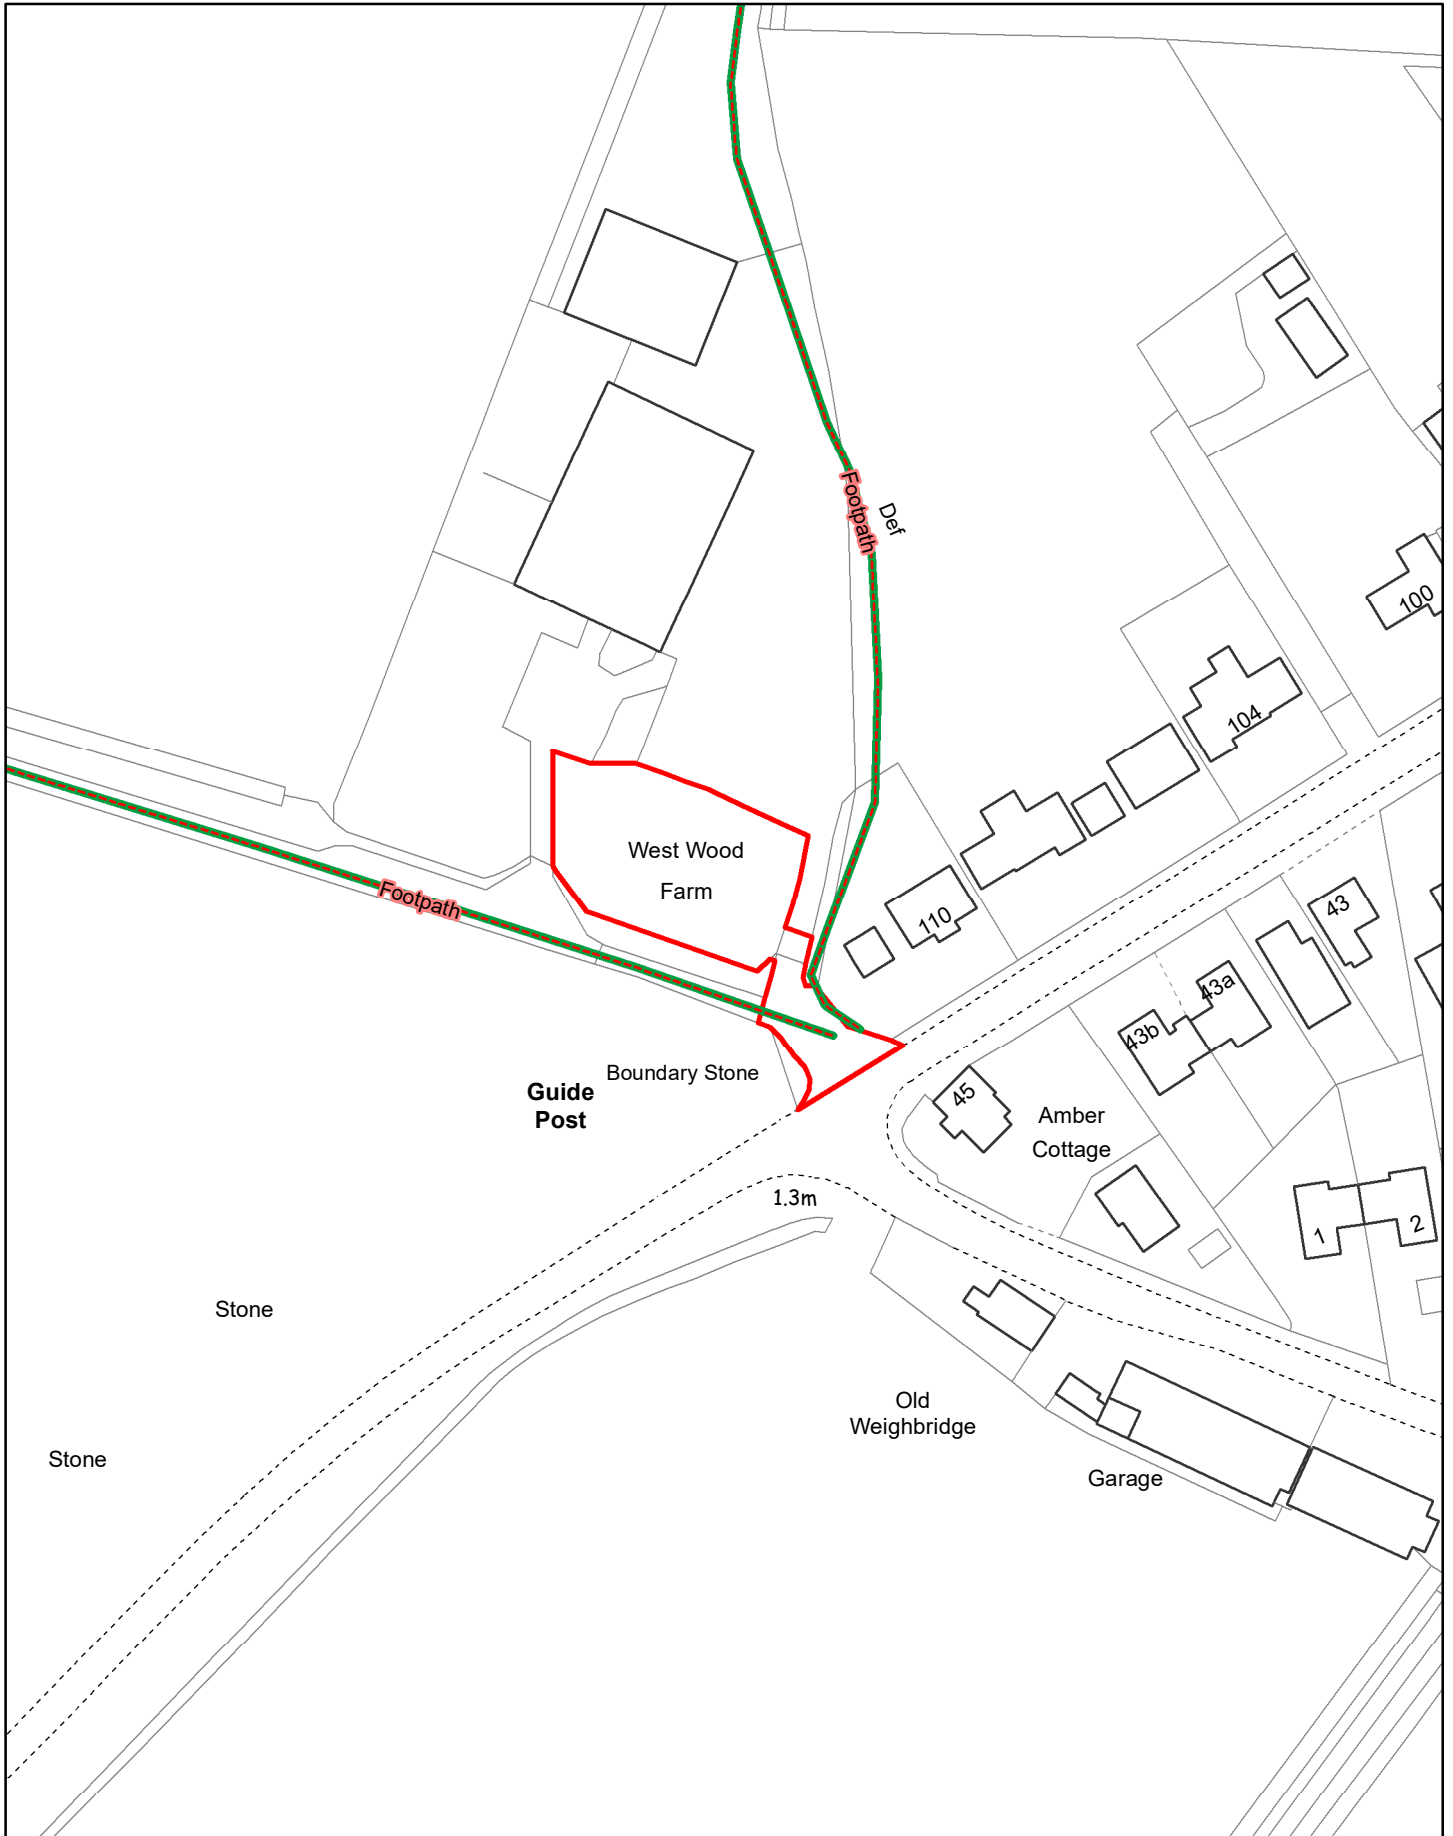 Footpath
Def
100
104
West Wood
Farm
Footpath
110
43
43a
43b
Boundary Stone
Guide
Post
45
Amber
Cottage
1.3m
1
2
Stone
Old
Weighbridge
Stone
Garage